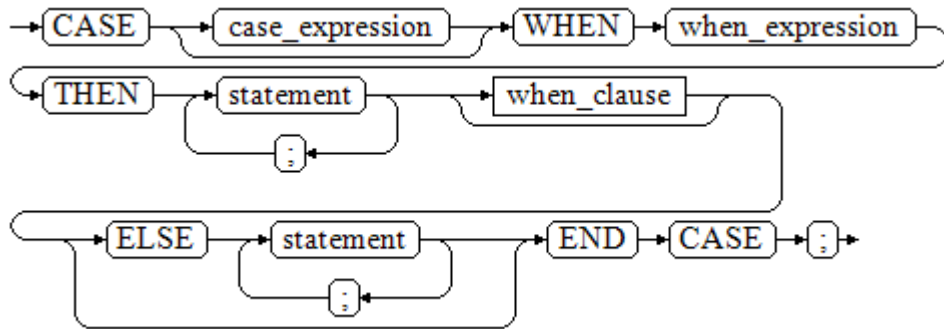 CASE case_expression WHEN when_expression
THEN statement when_clause
;
ELSE statement END CASE ;
;